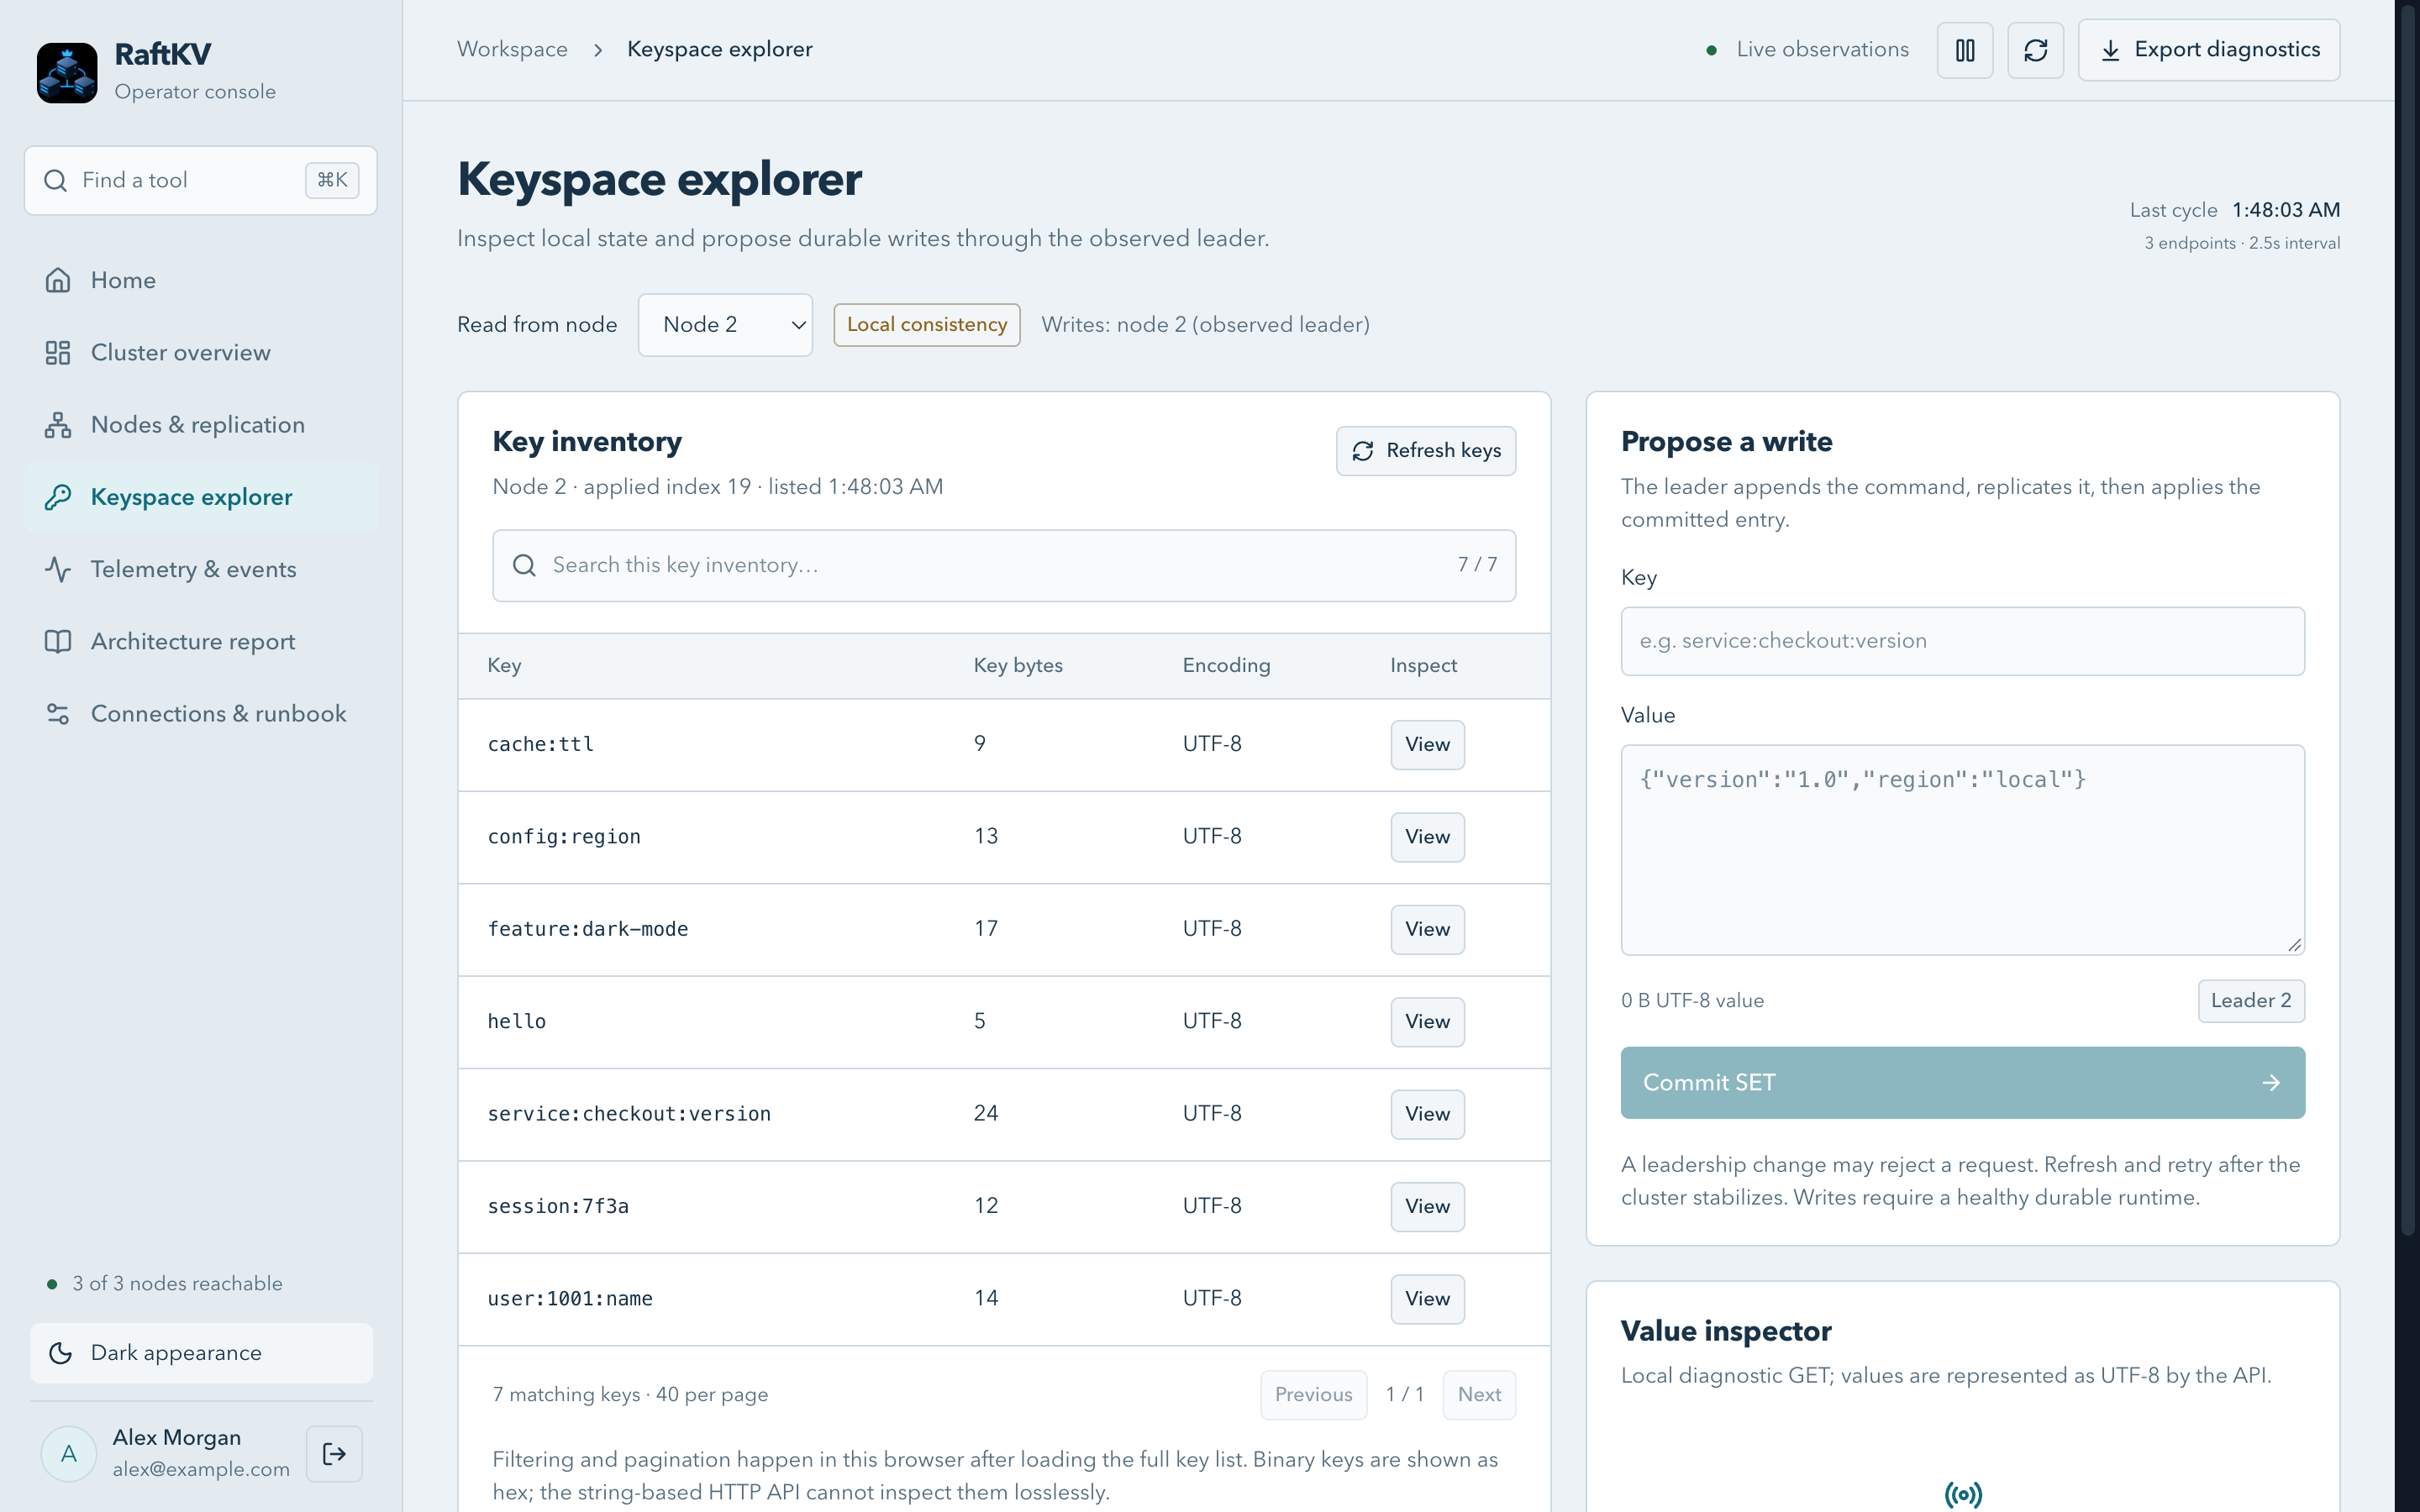 RaftKV
Operator console
Find a tool
⌘K
Home
Cluster overview
Nodes & replication
Keyspace explorer
Telemetry & events
Architecture report
Connections & runbook
3 of 3 nodes reachable
Dark appearance
A
Alex Morgan
alex@example.com
Workspace > Keyspace explorer
Live observations
Export diagnostics
Keyspace explorer
Inspect local state and propose durable writes through the observed leader.
Last cycle 1:48:03 AM
3 endpoints · 2.5s interval
Read from node Node 2 Local consistency Writes: node 2 (observed leader)
Key inventory
Refresh keys
Node 2 · applied index 19 · listed 1:48:03 AM
Search this key inventory… 7 / 7
Key Key bytes Encoding Inspect
cache:ttl 9 UTF-8 View
config:region 13 UTF-8 View
feature:dark-mode 17 UTF-8 View
hello 5 UTF-8 View
service:checkout:version 24 UTF-8 View
session:7f3a 12 UTF-8 View
user:1001:name 14 UTF-8 View
7 matching keys · 40 per page Previous 1 / 1 Next
Filtering and pagination happen in this browser after loading the full key list. Binary keys are shown as
hex; the string-based HTTP API cannot inspect them losslessly.
Propose a write
The leader appends the command, replicates it, then applies the
committed entry.
Key
e.g. service:checkout:version
Value
{"version":"1.0","region":"local"}
0 B UTF-8 value Leader 2
Commit SET
A leadership change may reject a request. Refresh and retry after the
cluster stabilizes. Writes require a healthy durable runtime.
Value inspector
Local diagnostic GET; values are represented as UTF-8 by the API.